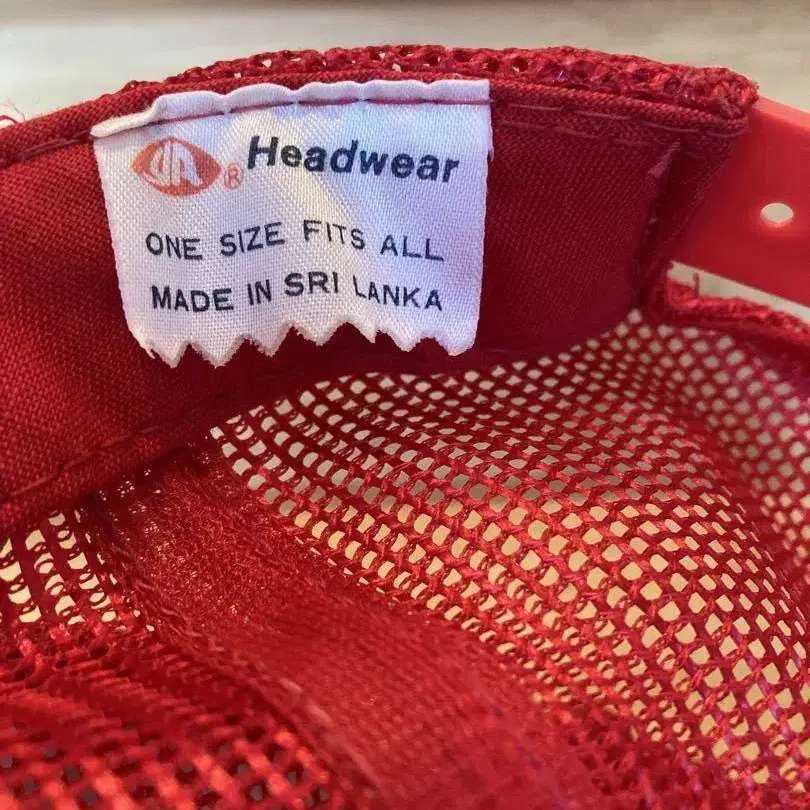 ® Headwear
ONE SIZE FITS ALL
MADE IN SRI LANKA